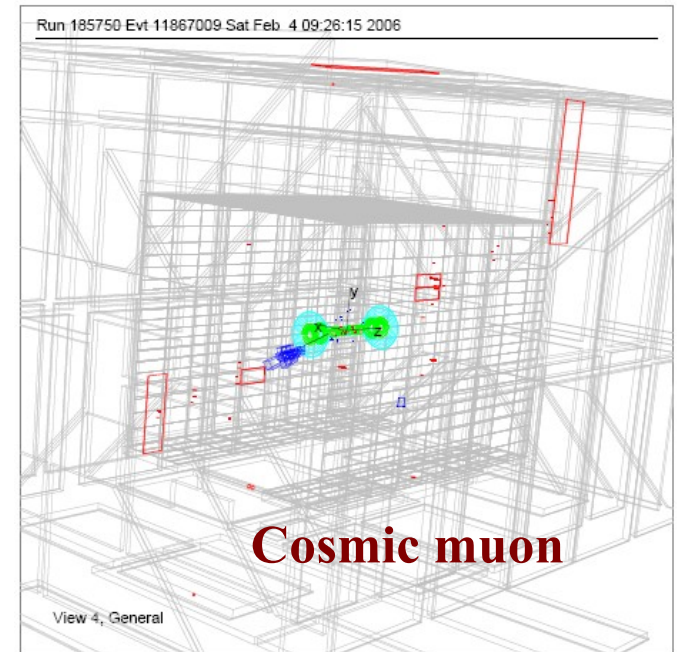 Run 185750 Evt 11867009 Sat Feb 4 09:26:15 2006
y
x
z
Cosmic muon
View 4, General